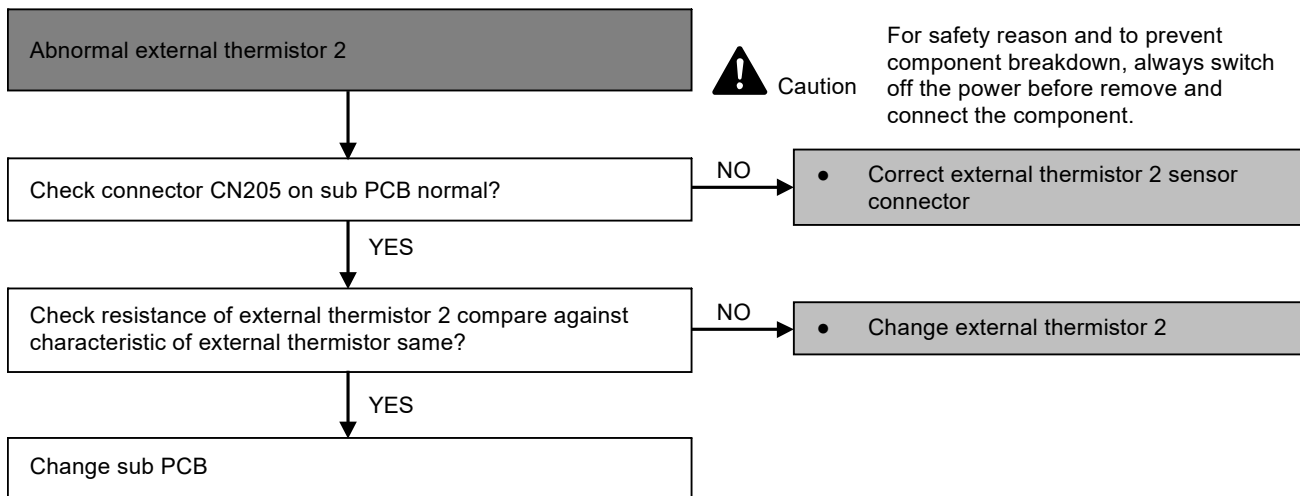 Abnormal external thermistor 2
Caution
For safety reason and to prevent
component breakdown, always switch
off the power before remove and
connect the component.
Check connector CN205 on sub PCB normal?
NO
● Correct external thermistor 2 sensor
connector
YES
Check resistance of external thermistor 2 compare against
characteristic of external thermistor same?
NO
● Change external thermistor 2
YES
Change sub PCB